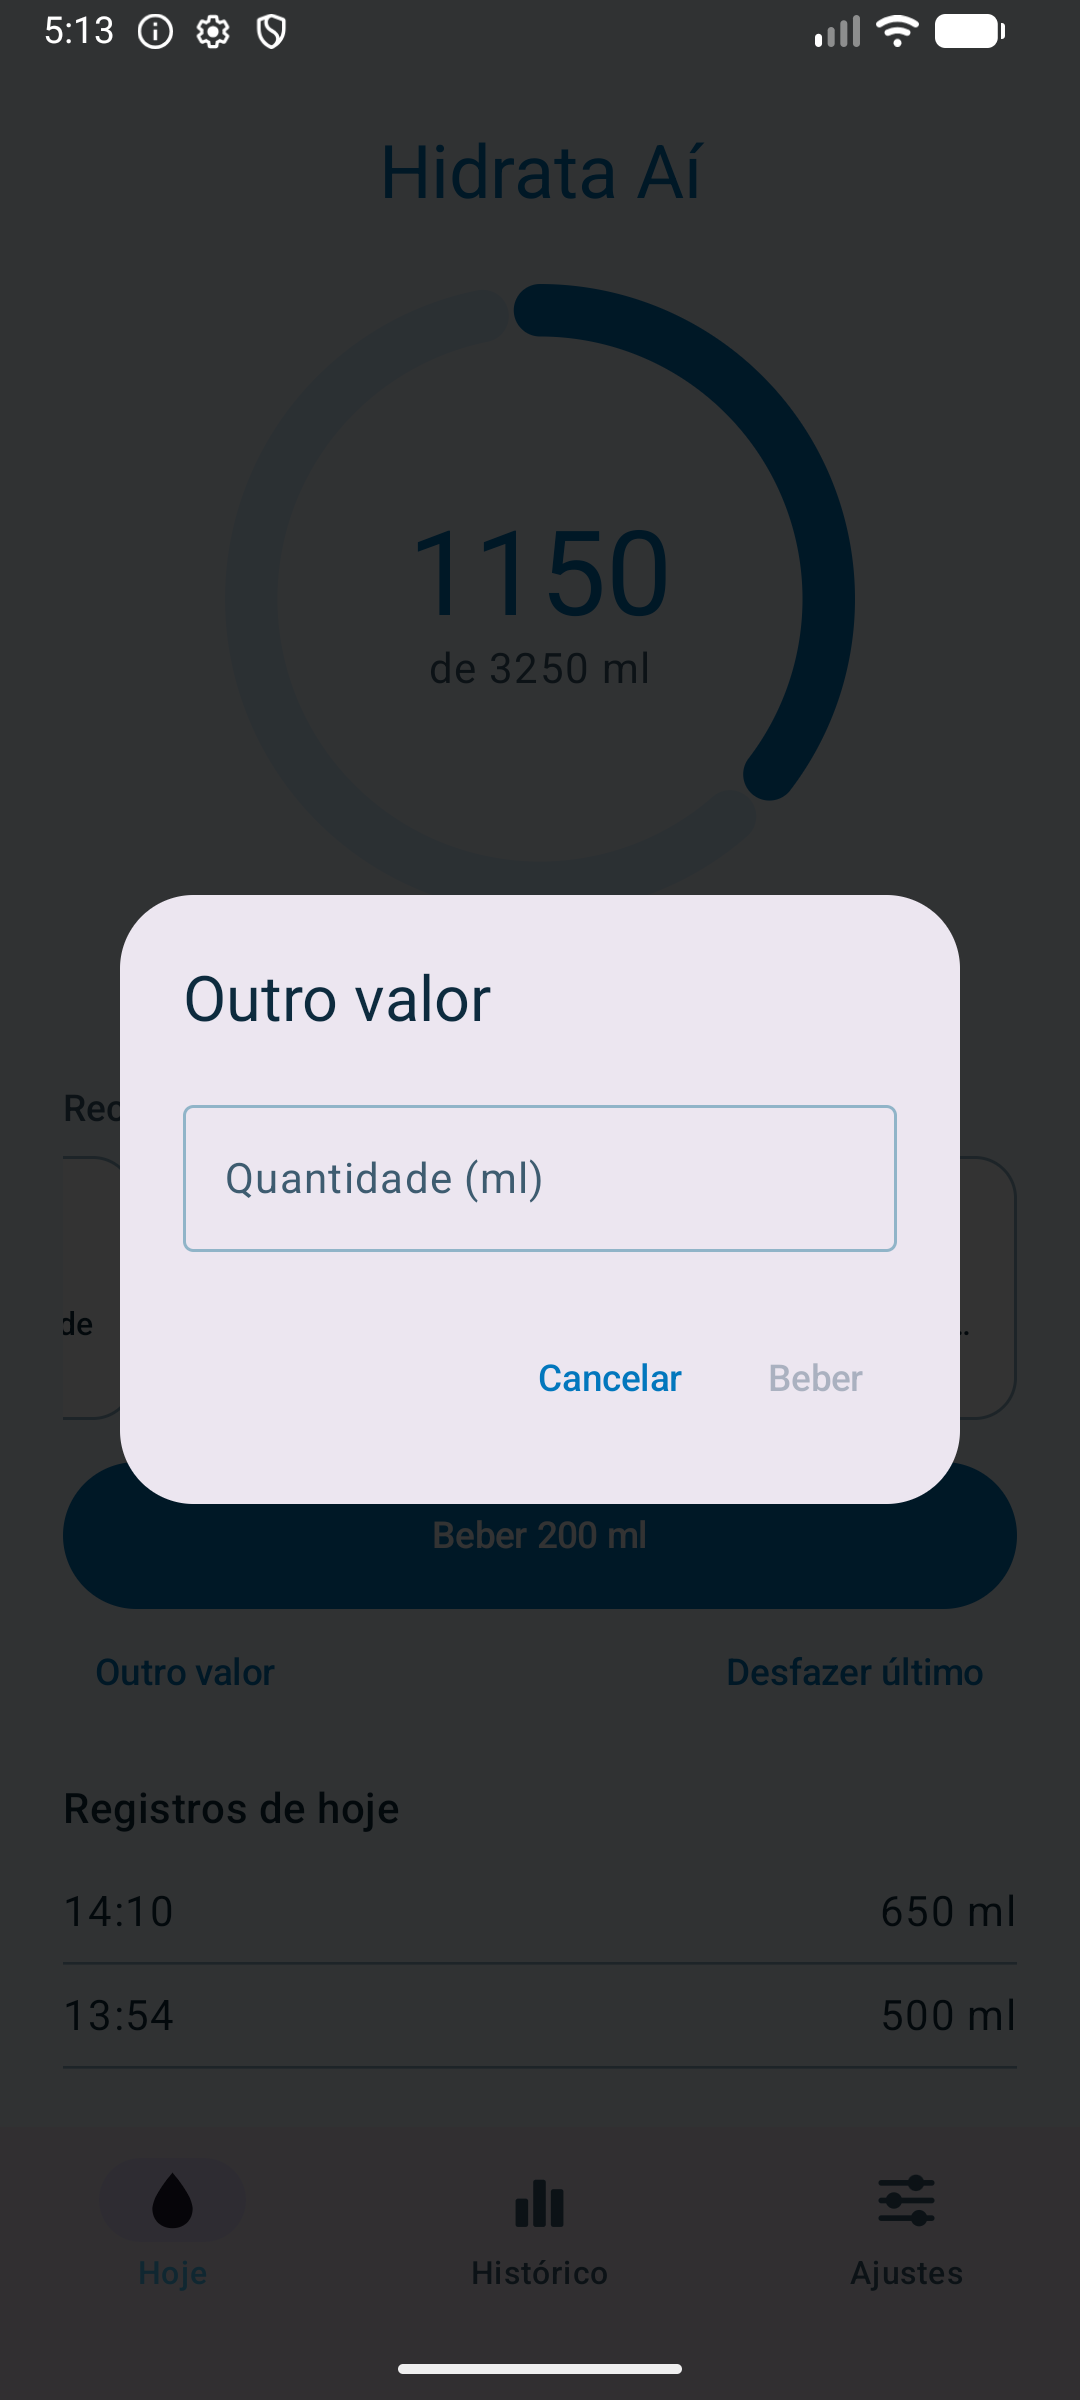 5:13
Hidrata Aí
1150
de 3250 ml
Outro valor
Quantidade (ml)
Cancelar
Beber
Beber 200 ml
Outro valor
Desfazer último
Registros de hoje
14:10
650 ml
13:54
500 ml
Hoje
Histórico
Ajustes